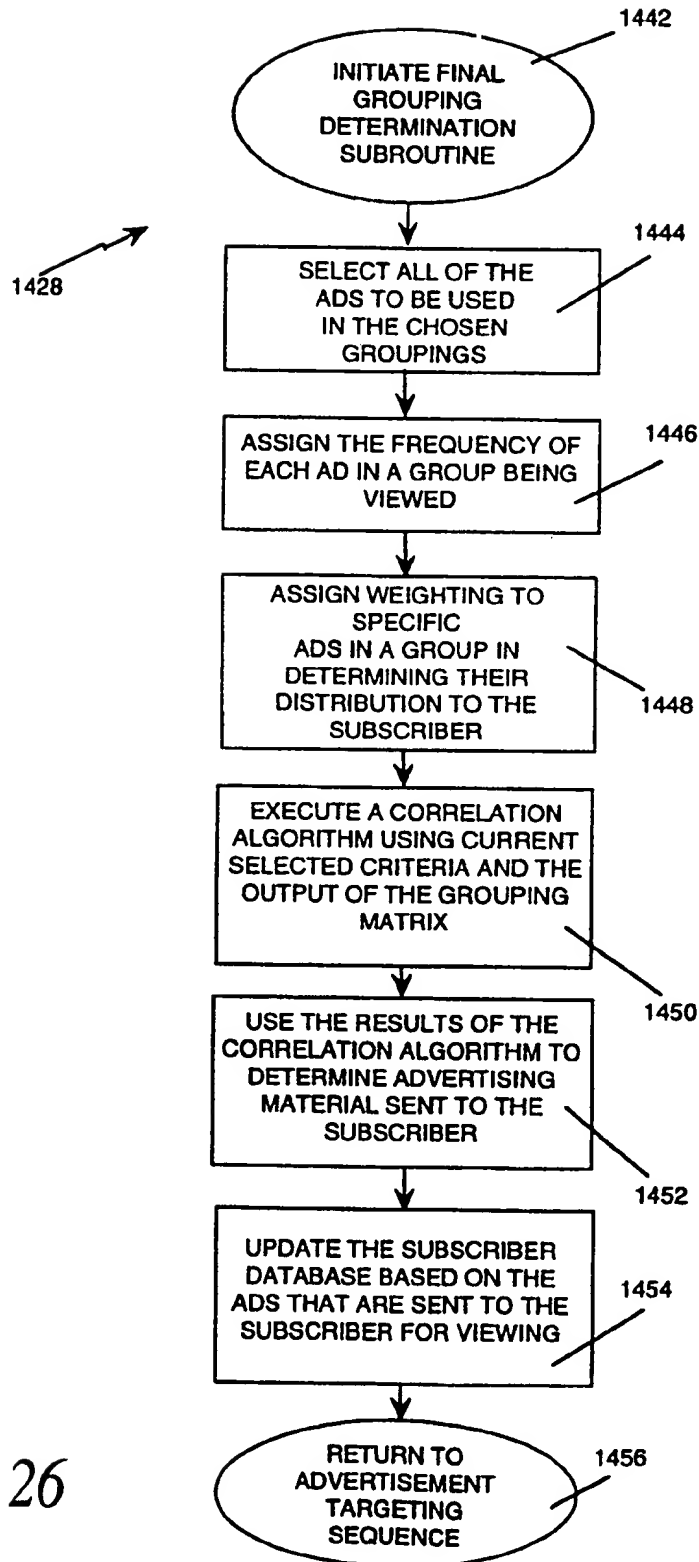 1442
INITIATE FINAL
GROUPING
DETERMINATION
SUBROUTINE
1428
1444
SELECT ALL OF THE
ADS TO BE USED
IN THE CHOSEN
GROUPINGS
1446
ASSIGN THE FREQUENCY OF
EACH AD IN A GROUP BEING
VIEWED
ASSIGN WEIGHTING TO
SPECIFIC
ADS IN A GROUP IN
DETERMINING THEIR
DISTRIBUTION TO THE
SUBSCRIBER
1448
EXECUTE A CORRELATION
ALGORITHM USING CURRENT
SELECTED CRITERIA AND THE
OUTPUT OF THE GROUPING
MATRIX
1450
USE THE RESULTS OF THE
CORRELATION ALGORITHM TO
DETERMINE ADVERTISING
MATERIAL SENT TO THE
SUBSCRIBER
1452
UPDATE THE SUBSCRIBER
DATABASE BASED ON THE
ADS THAT ARE SENT TO THE
SUBSCRIBER FOR VIEWING
1454
RETURN TO
ADVERTISEMENT
TARGETING
SEQUENCE
1456
26